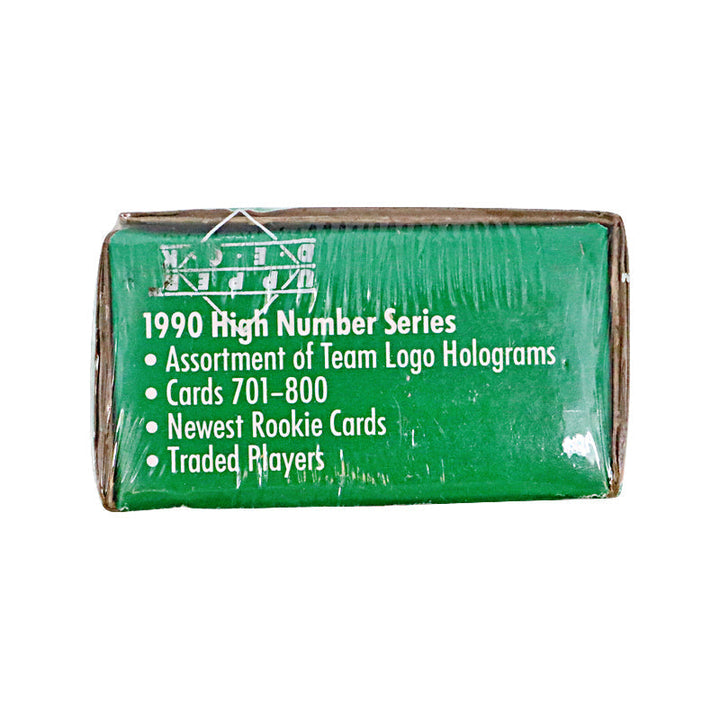 UPPER
DECK
1990 High Number Series
• Assortment of Team Logo Holograms
• Cards 701–800
• Newest Rookie Cards
• Traded Players